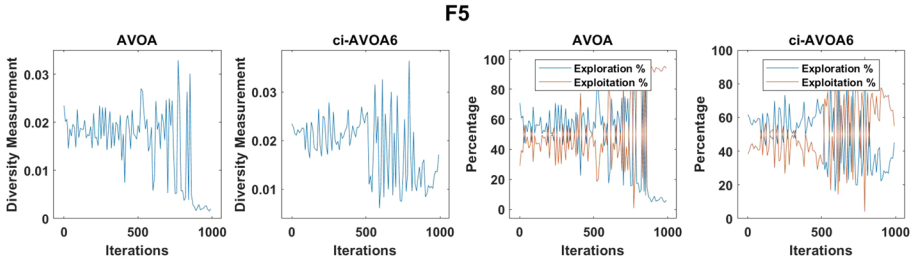 F5
AVOA
Diversity Measurement
0.03
0.02
0.01
0
0 500 1000
Iterations
ci-AVOA6
Diversity Measurement
0.03
0.02
0.01
0 500 1000
Iterations
AVOA
Percentage
100
80
60
40
20
0
Exploration %
Exploitation %
0 500 1000
Iterations
ci-AVOA6
Percentage
100
80
60
40
20
0
Exploration %
Exploitation %
0 500 1000
Iterations